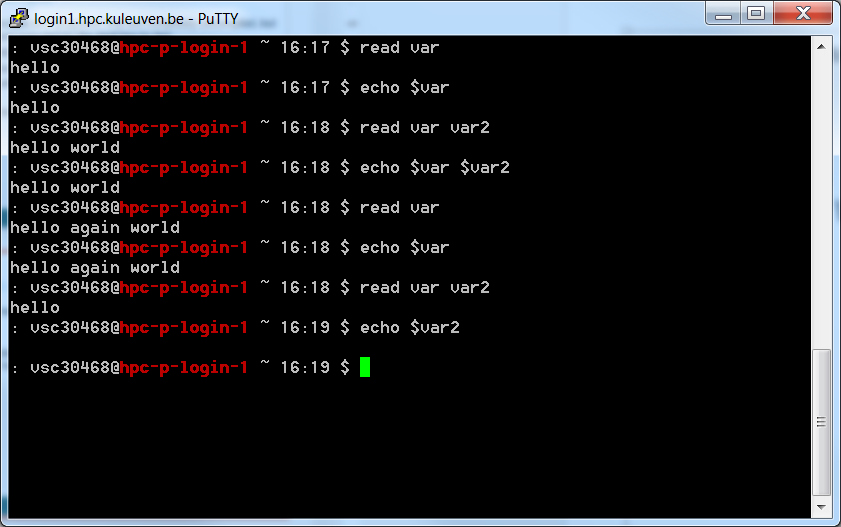 login1.hpc.kuleuven.be - PuTTY
: vsc30468@hpc-p-login-1 ~ 16:17 $ read var
hello
: vsc30468@hpc-p-login-1 ~ 16:17 $ echo $var
hello
: vsc30468@hpc-p-login-1 ~ 16:18 $ read var var2
hello world
: vsc30468@hpc-p-login-1 ~ 16:18 $ echo $var $var2
hello world
: vsc30468@hpc-p-login-1 ~ 16:18 $ read var
hello again world
: vsc30468@hpc-p-login-1 ~ 16:18 $ echo $var
hello again world
: vsc30468@hpc-p-login-1 ~ 16:18 $ read var var2
hello
: vsc30468@hpc-p-login-1 ~ 16:19 $ echo $var2

: vsc30468@hpc-p-login-1 ~ 16:19 $